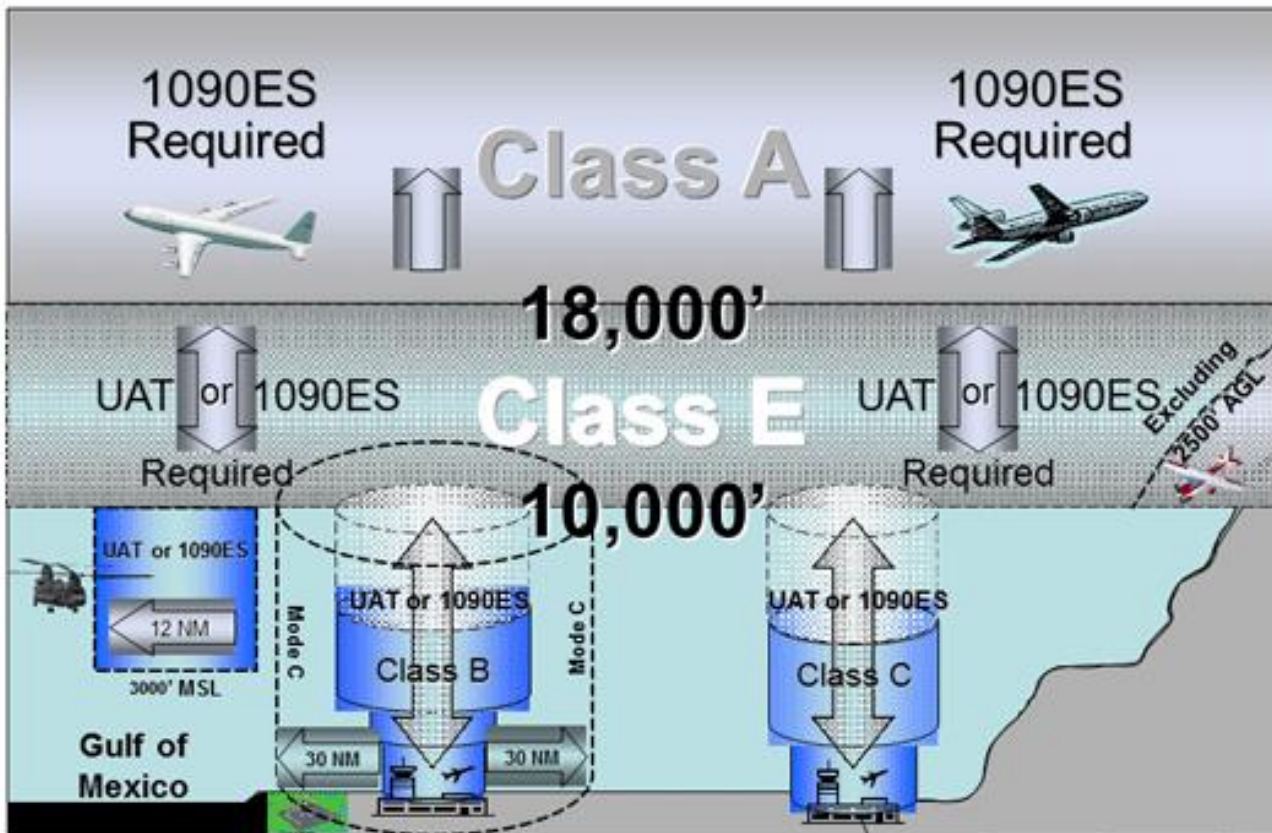 1090ES
Required
1090ES
Required
Class A
18,000’
UAT or 1090ES
Required
Class E
UAT or 1090ES
Required
Excluding
2500' AGL
10,000’
UAT or 1090ES
12 NM
3000' MSL
Gulf of
Mexico
Mode C
UAT or 1090ES
Mode C
Class B
30 NM
30 NM
UAT or 1090ES
Class C